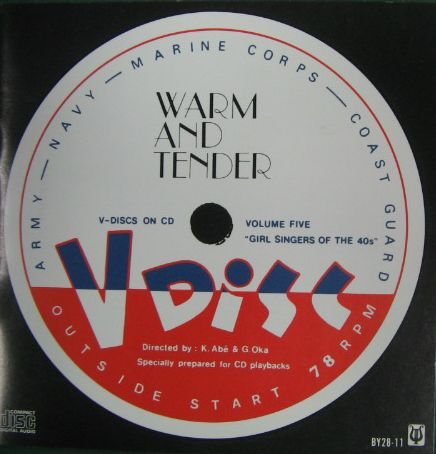 ARMY — NAVY — MARINE CORPS — COAST GUARD
WARM
AND
TENDER
V-DISCS ON CD
VOLUME FIVE
"GIRL SINGERS OF THE 40s"
V DiSC
Directed by : K. Abé & G. Oka
Specially prepared for CD playbacks
OUTSIDE START 78 RPM
COMPACT
disc
DIGITAL AUDIO
BY28-11